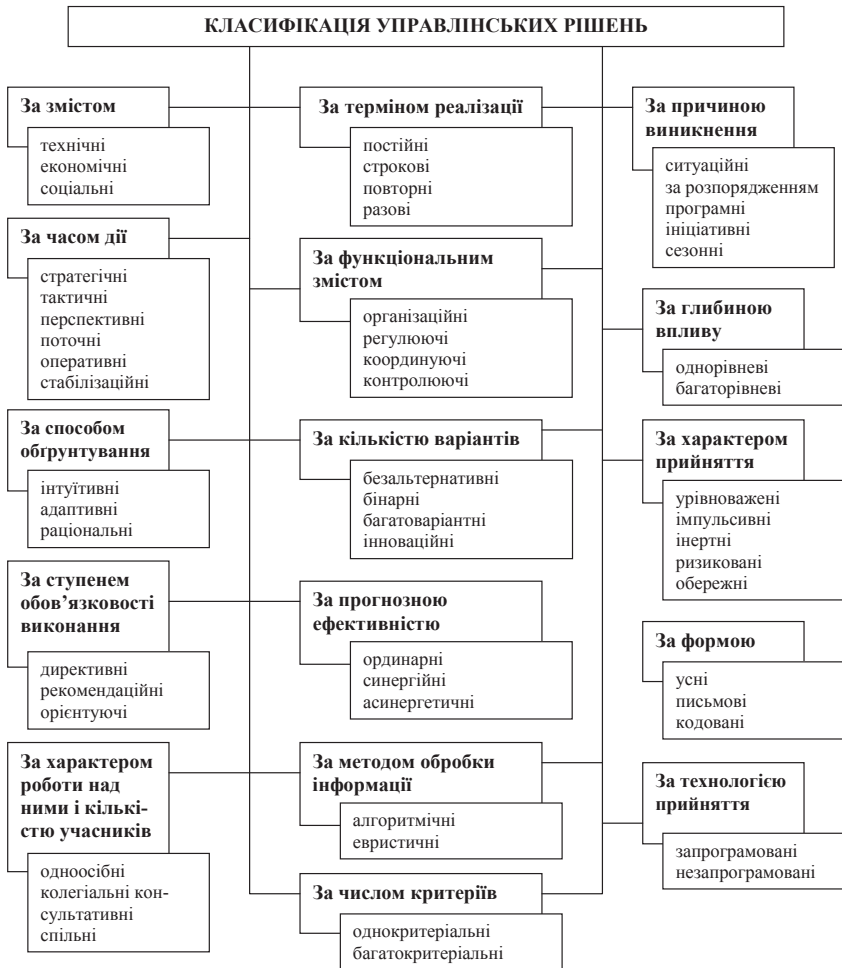 КЛАСИФІКАЦІЯ УПРАВЛІНСЬКИХ РІШЕНЬ
За змістом
технічні
економічні
соціальні
За часом дії
стратегічні
тактичні
перспективні
поточні
оперативні
стабілізаційні
За способом
обґрунтування
інтуїтивні
адаптивні
раціональні
За ступенем
обов’язковості
виконання
директивні
рекомендаційні
орієнтуючі
За характером
роботи над
ними і кількі-
стю учасників
одноосібні
колегіальні кон-
сультативні
спільні
За терміном реалізації
постійні
строкові
повторні
разові
За функціональним
змістом
організаційні
регулюючі
координуючі
контролюючі
За кількістю варіантів
безальтернативні
бінарні
багатоваріантні
інноваційні
За прогнозною
ефективністю
ординарні
синергійні
асинергетичні
За методом обробки
інформації
алгоритмічні
евристичні
За числом критеріїв
однокритеріальні
багатокритеріальні
За причиною
виникнення
ситуаційні
за розпорядженням
програмні
ініціативні
сезонні
За глибиною
впливу
однорівневі
багаторівневі
За характером
прийняття
урівноважені
імпульсивні
інертні
ризиковані
обережні
За формою
усні
письмові
кодовані
За технологією
прийняття
запрограмовані
незапрограмовані